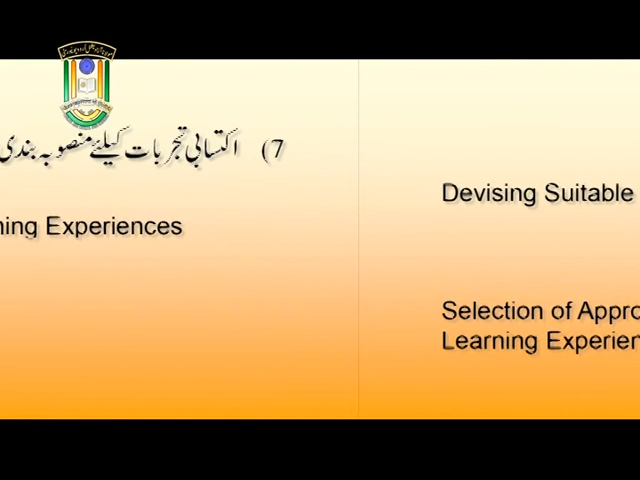 7) اکتسابی تجربات کیلئے منصوبہ بندی
ning Experiences
Devising Suitable
Selection of Appro
Learning Experien